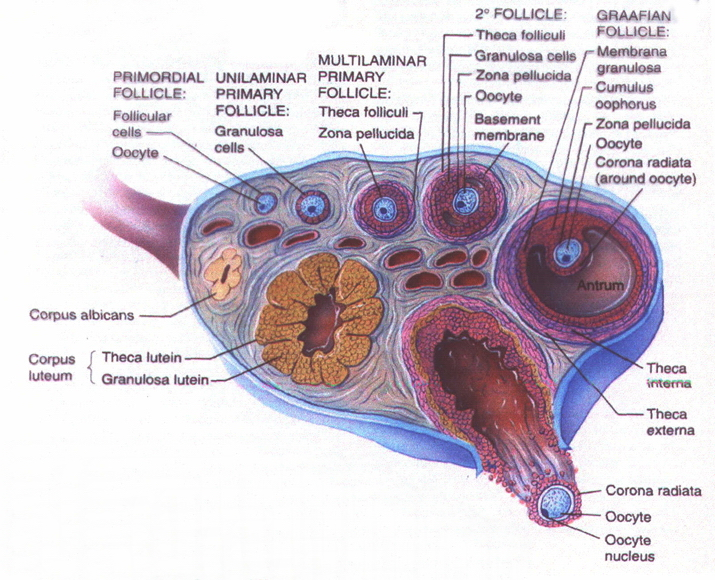 PRIMORDIAL
FOLLICLE:
Follicular
cells
Oocyte
UNILAMINAR
PRIMARY
FOLLICLE:
Granulosa
cells
MULTILAMINAR
PRIMARY
FOLLICLE:
Theca folliculi
Zona pellucida
2° FOLLICLE:
Theca folliculi
Granulosa cells
Zona pellucida
Oocyte
Basement
membrane
GRAAFIAN
FOLLICLE:
Membrana
granulosa
Cumulus
oophorus
Zona pellucida
Oocyte
Corona radiata
(around oocyte)
Antrum
Corpus albicans
Corpus
luteum
Theca lutein
Granulosa lutein
Theca
interna
Theca
externa
Corona radiata
Oocyte
Oocyte
nucleus